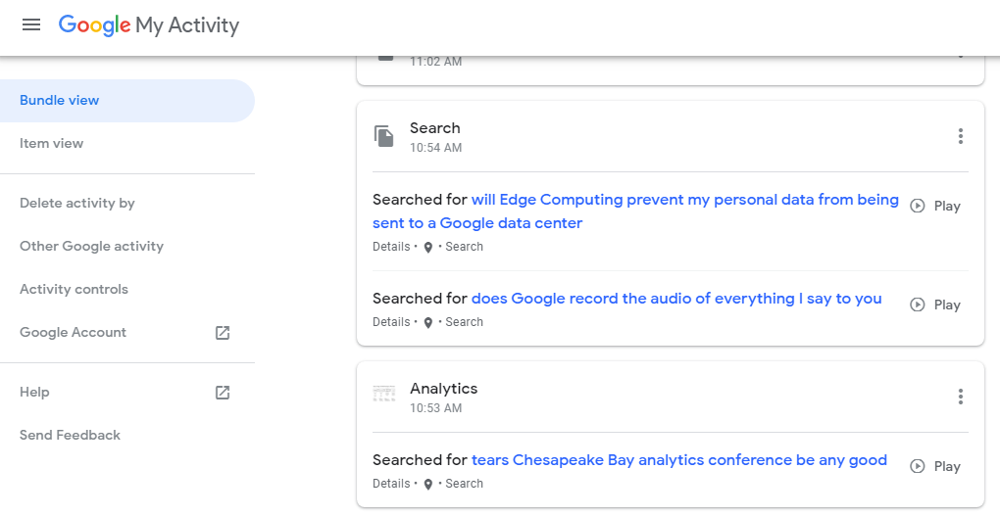 Google My Activity
Bundle view
Item view
Delete activity by
Other Google activity
Activity controls
Google Account
Help
Send Feedback
11:02 AM
Search
10:54 AM
Searched for will Edge Computing prevent my personal data from being
sent to a Google data center
Play
Details • • Search
Searched for does Google record the audio of everything I say to you
Play
Details • • Search
Analytics
10:53 AM
Searched for tears Chesapeake Bay analytics conference be any good
Play
Details • • Search